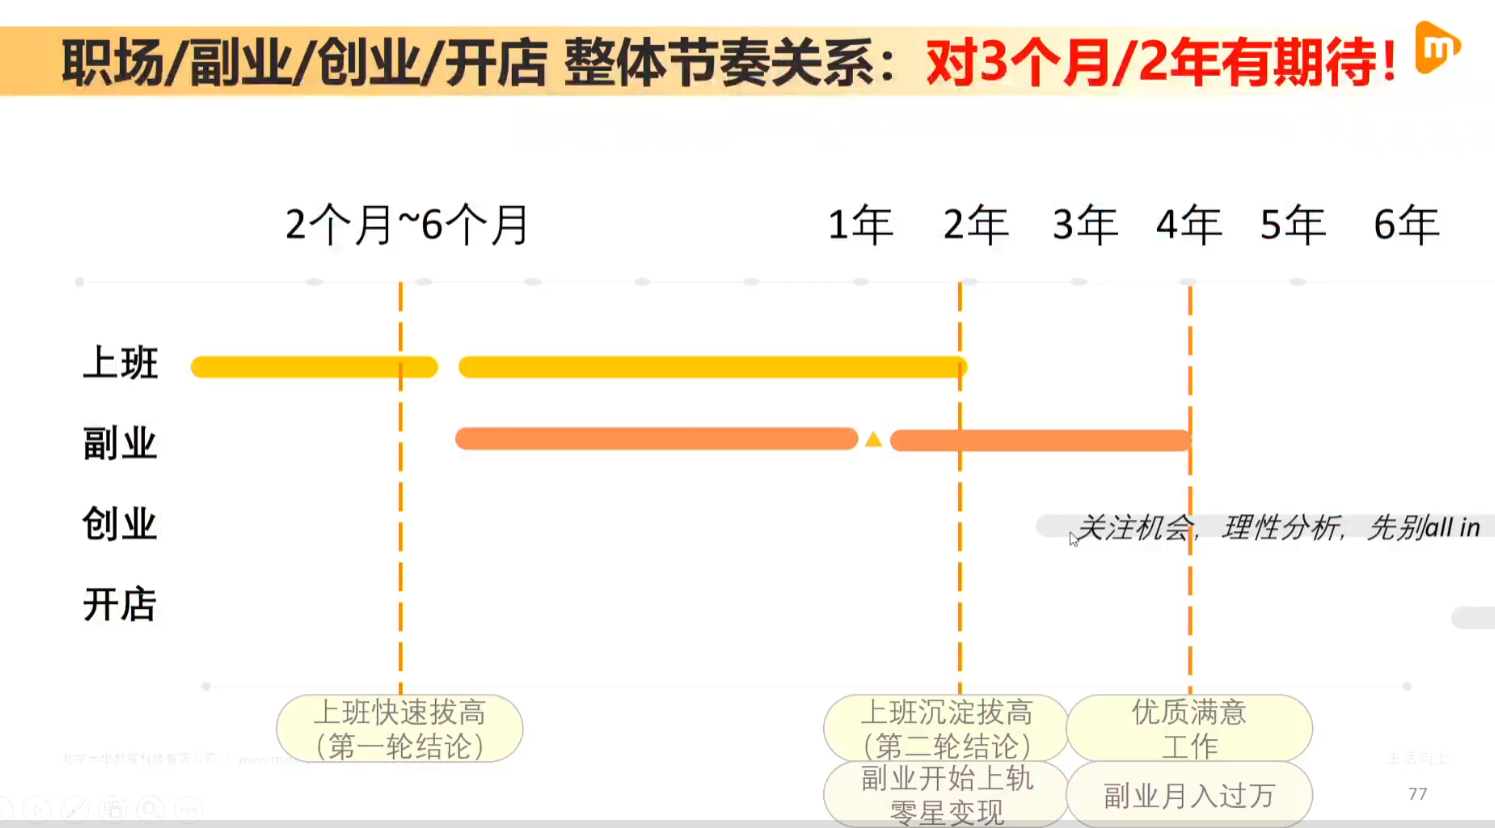 职场/副业/创业/开店 整体节奏关系：对3个月/2年有期待！
m
2个月~6个月 1年 2年 3年 4年 5年 6年
上班
副业
创业
关注机会，理性分析，先别all in
开店
上班快速拔高
（第一轮结论）
上班沉淀拔高
（第二轮结论）
优质满意
工作
副业开始上轨
零星变现
副业月入过万
生活向上
77